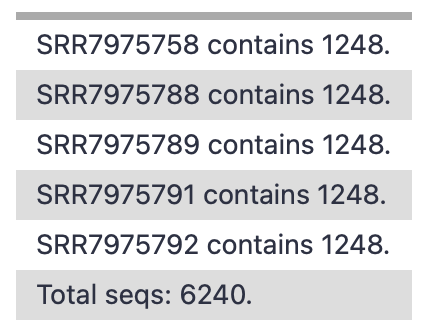 SRR7975758 contains 1248.
SRR7975788 contains 1248.
SRR7975789 contains 1248.
SRR7975791 contains 1248.
SRR7975792 contains 1248.
Total seqs: 6240.